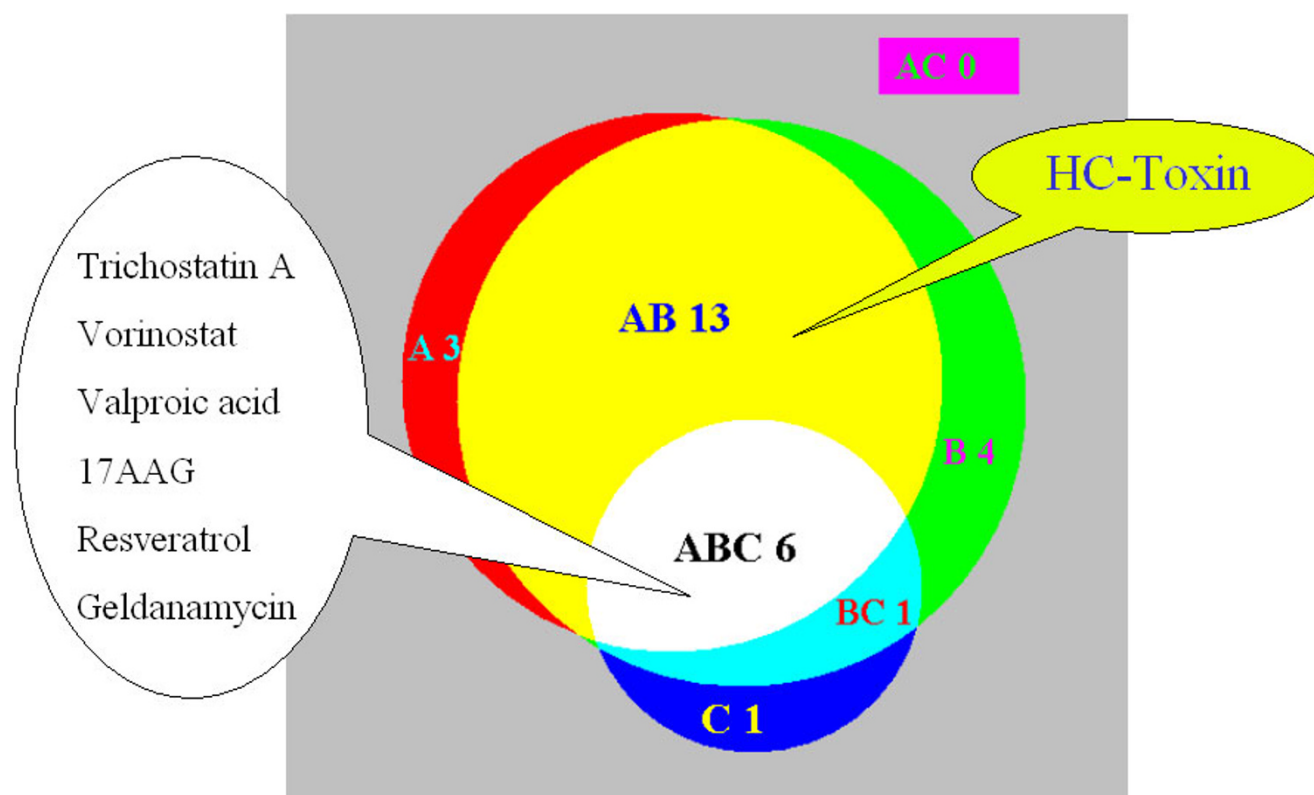 AC 0
HC-Toxin
Trichostatin A
Vorinostat
Valproic acid
17AAG
Resveratrol
Geldanamycin
AB 13
A 3
B 4
ABC 6
BC 1
C 1